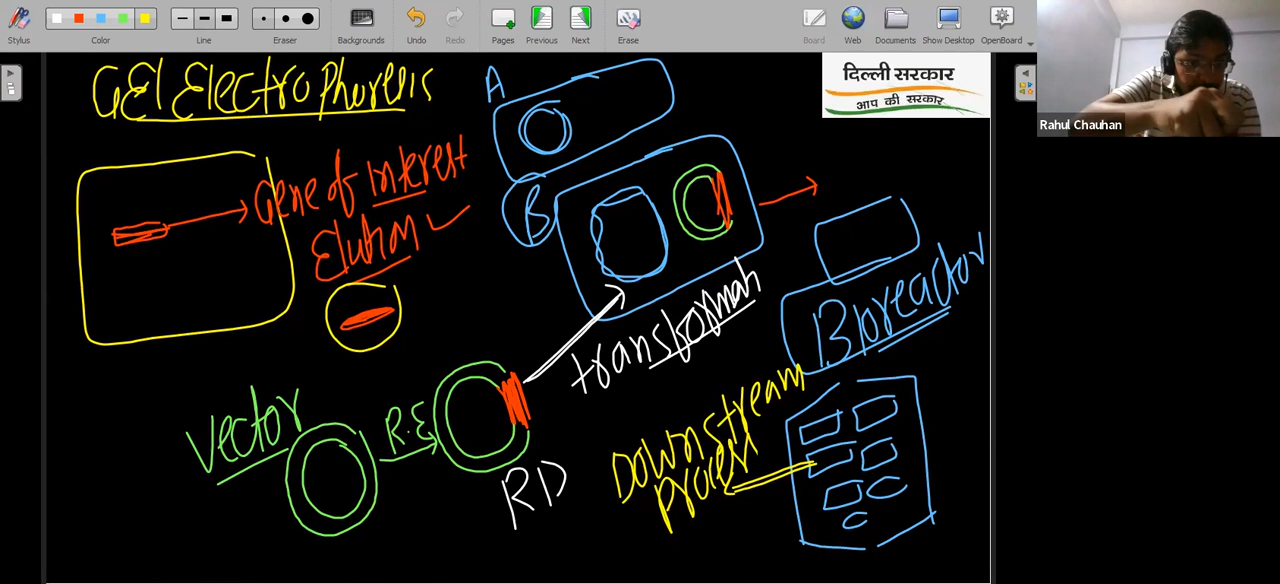 Stylus
Color
Line
Eraser
Backgrounds
Undo
Redo
Pages
Previous
Next
Erase
Board
Web
Documents
Show Desktop
OpenBoard
Rahul Chauhan
दिल्ली सरकार
आप की सरकार
GEl ElectroPhoresis
Gene of Interest
Elution
A
B
Vector
R.E
RD
transformah
Bioreactor
Downstream
Process